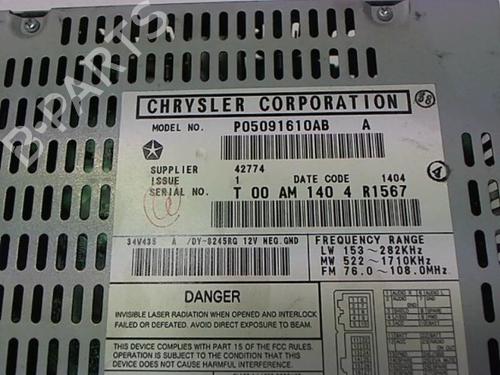 B-PARTS
CHRYSLER CORPORATION
MODEL NO. P05091610AB A
SUPPLIER 42774
ISSUE 1 DATE CODE 1404
SERIAL NO. T 00 AM 140 4 R1567
34V438 A /DY-8245RG 12V NEG.GND
FREQUENCY RANGE
LW 153~282KHz
MW 522~1710KHz
FM 76.0~108.0MHz
DANGER
INVISIBLE LASER RADIATION WHEN OPENED AND INTERLOCK
FAILED OR DEFEATED. AVOID DIRECT EXPOSURE TO BEAM.
THIS DEVICE COMPLIES WITH PART 15 OF THE FCC RULES.
OPERATION IS SUBJECT TO THE CONDITION THAT THIS
DEVICE DOES NOT CAUSE HARMFUL INTERFERENCE.